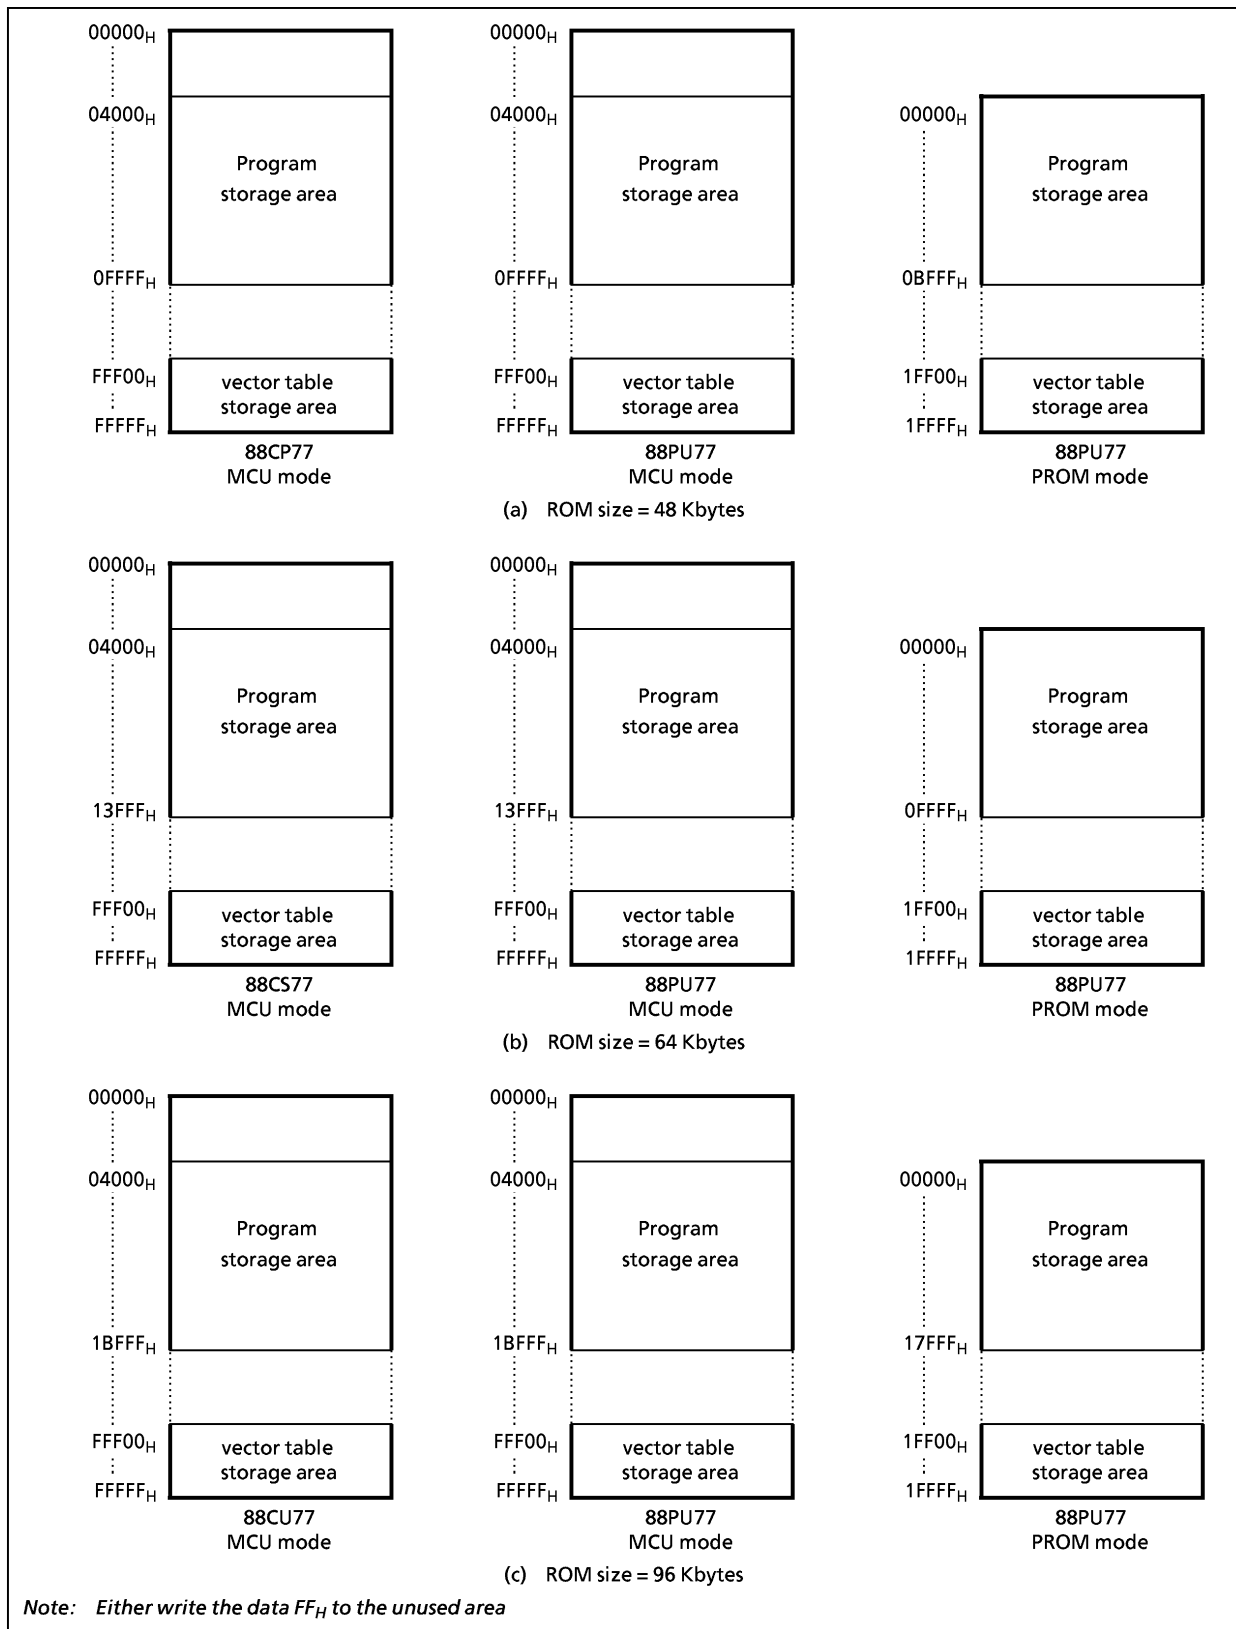 00000H 00000H
04000H 04000H 00000H
Program Program Program
storage area storage area storage area
0FFFFH 0FFFFH 0BFFFH
FFF00H vector table FFF00H vector table 1FF00H vector table
storage area storage area storage area
FFFFFH FFFFFH 1FFFFH
88CP77 88PU77 88PU77
MCU mode MCU mode PROM mode
(a) ROM size = 48 Kbytes
00000H 00000H
04000H 04000H 00000H
Program Program Program
storage area storage area storage area
13FFFH 13FFFH 0FFFFH
FFF00H vector table FFF00H vector table 1FF00H vector table
storage area storage area storage area
FFFFFH FFFFFH 1FFFFH
88CS77 88PU77 88PU77
MCU mode MCU mode PROM mode
(b) ROM size = 64 Kbytes
00000H 00000H
04000H 04000H 00000H
Program Program Program
storage area storage area storage area
1BFFFH 1BFFFH 17FFFH
FFF00H vector table FFF00H vector table 1FF00H vector table
storage area storage area storage area
FFFFFH FFFFFH 1FFFFH
88CU77 88PU77 88PU77
MCU mode MCU mode PROM mode
(c) ROM size = 96 Kbytes
Note: Either write the data FFH to the unused area